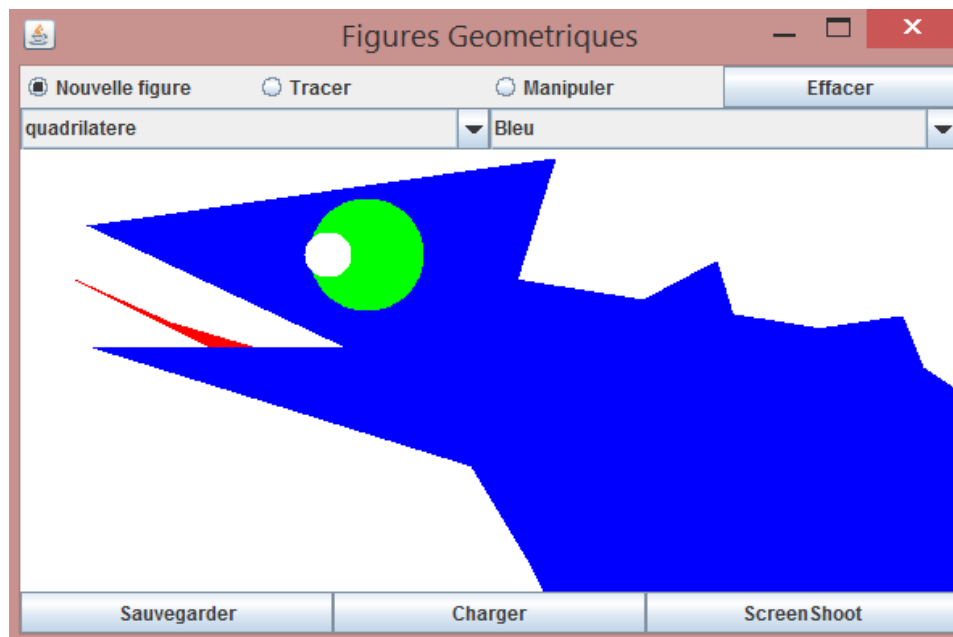 Figures Geometriques
Nouvelle figure Tracer Manipuler Effacer
quadrilatere Bleu
Sauvegarder Charger ScreenShoot